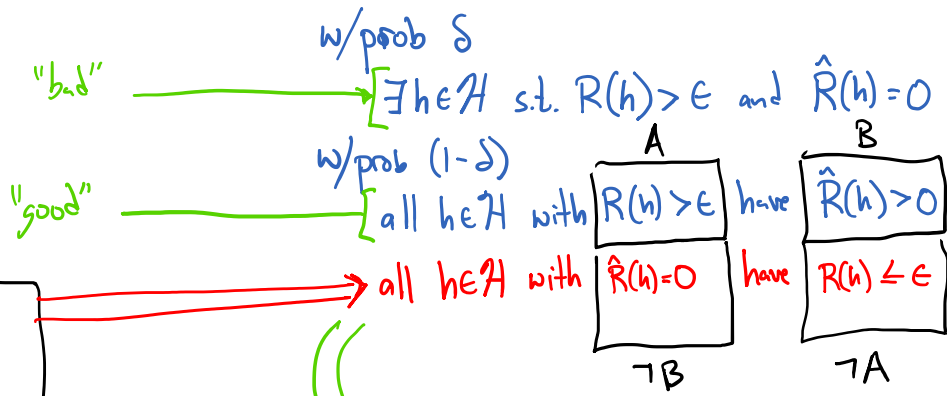 w/prob δ
"bad" ∃h∈ℋ s.t. R(h)>ϵ and R̂(h)=0
w/prob (1-δ) A B
"good" all h∈ℋ with R(h)>ϵ have R̂(h)>0
all h∈ℋ with R̂(h)=0 have R(h)≤ϵ
¬B ¬A